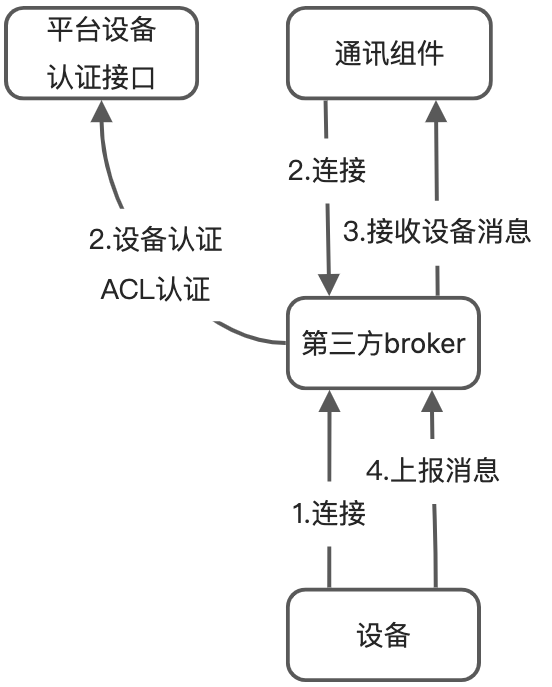 平台设备
认证接口
通讯组件
2.连接
3.接收设备消息
2.设备认证
ACL认证
第三方broker
4.上报消息
1.连接
设备